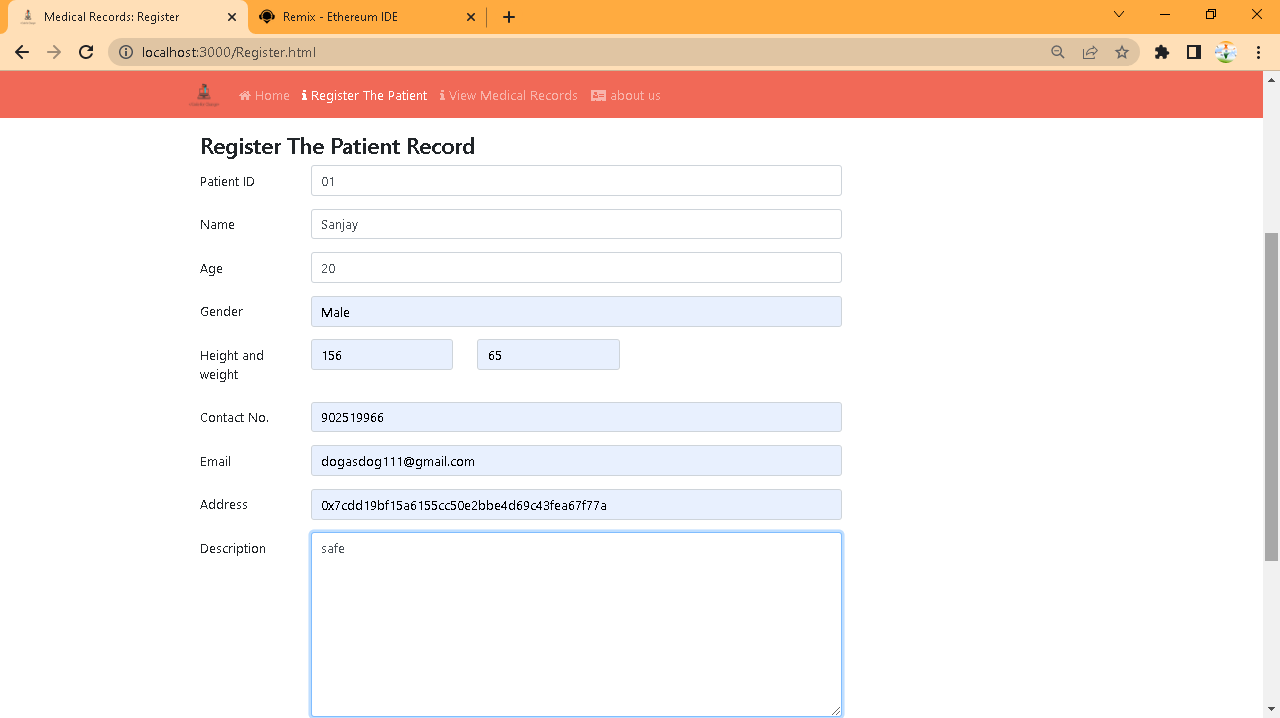 Medical Records: Register
Remix - Ethereum IDE
localhost:3000/Register.html
Home
Register The Patient
View Medical Records
about us
Register The Patient Record
Patient ID
01
Name
Sanjay
Age
20
Gender
Male
Height and
weight
156
65
Contact No.
902519966
Email
dogasdog111@gmail.com
Address
0x7cdd19bf15a6155cc50e2bbe4d69c43fea67f77a
Description
safe